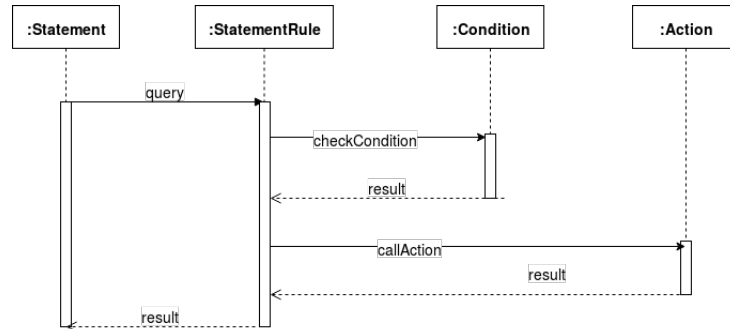 :Statement
:StatementRule
:Condition
:Action
query
checkCondition
result
callAction
result
result